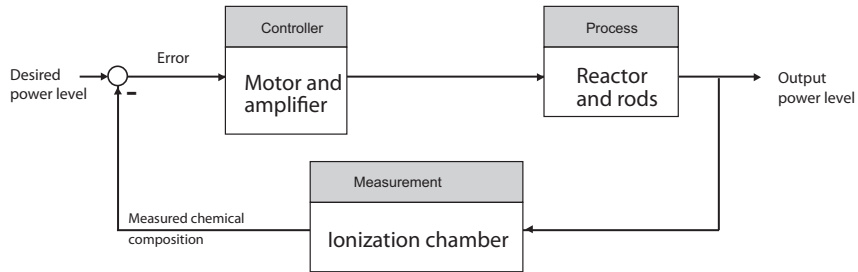 Controller
Process
Error
Desired
power level
Motor and
amplifier
Reactor
and rods
Output
power level
-
Measurement
Measured chemical
composition
Ionization chamber